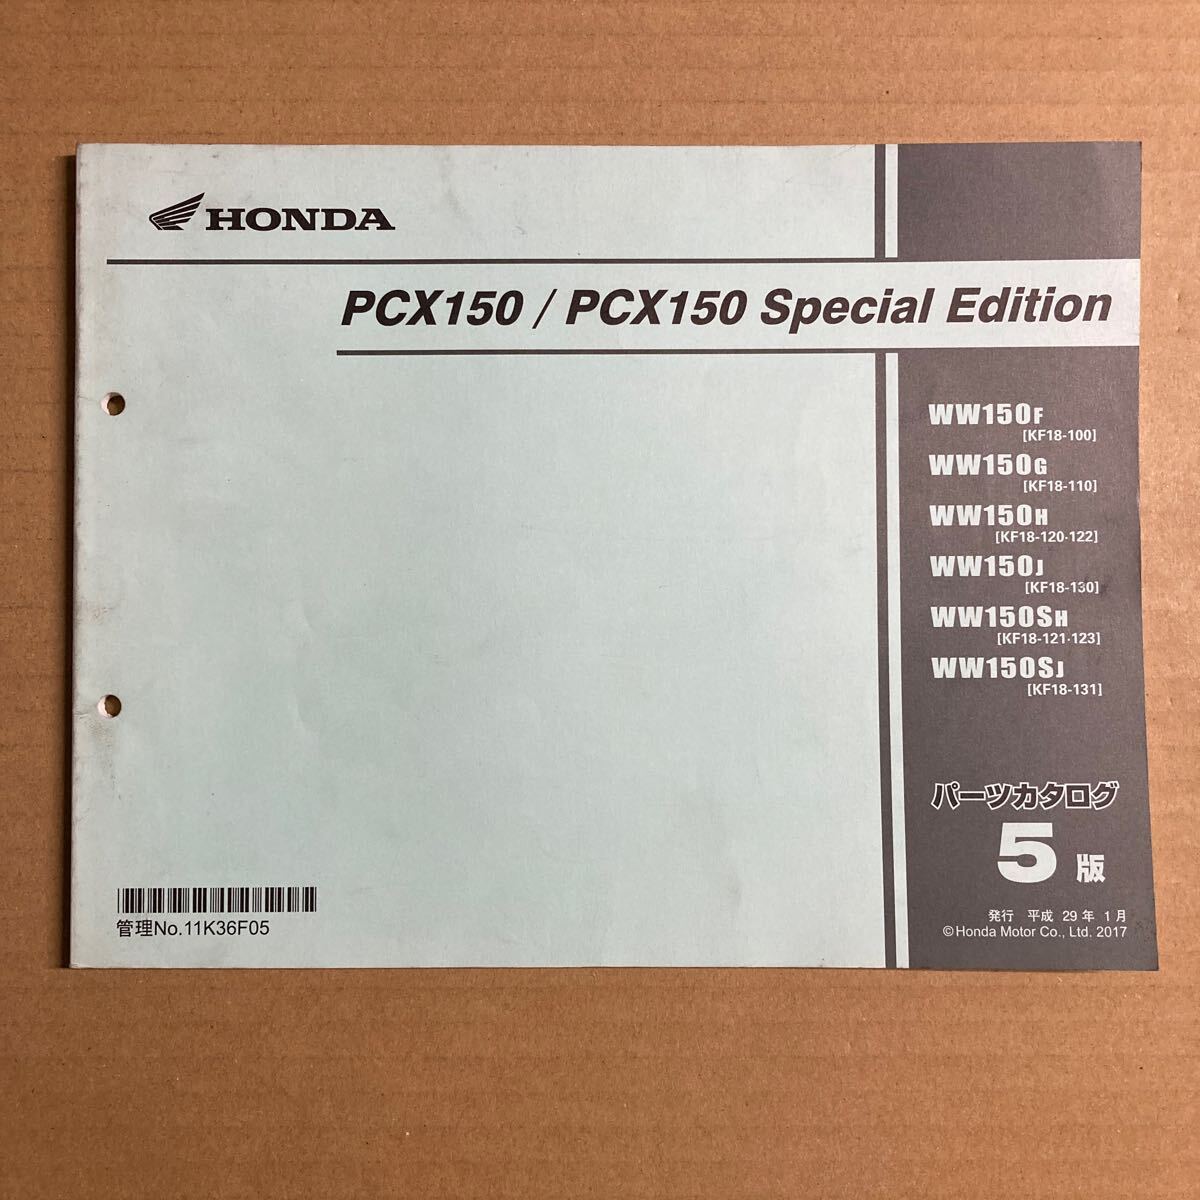 HONDA
PCX150 / PCX150 Special Edition
WW150F
[KF18-100]
WW150G
[KF18-110]
WW150H
[KF18-120·122]
WW150J
[KF18-130]
WW150SH
[KF18-121·123]
WW150SJ
[KF18-131]
パーツカタログ
5 版
発行 平成 29 年 1 月
©Honda Motor Co., Ltd. 2017
管理No.11K36F05